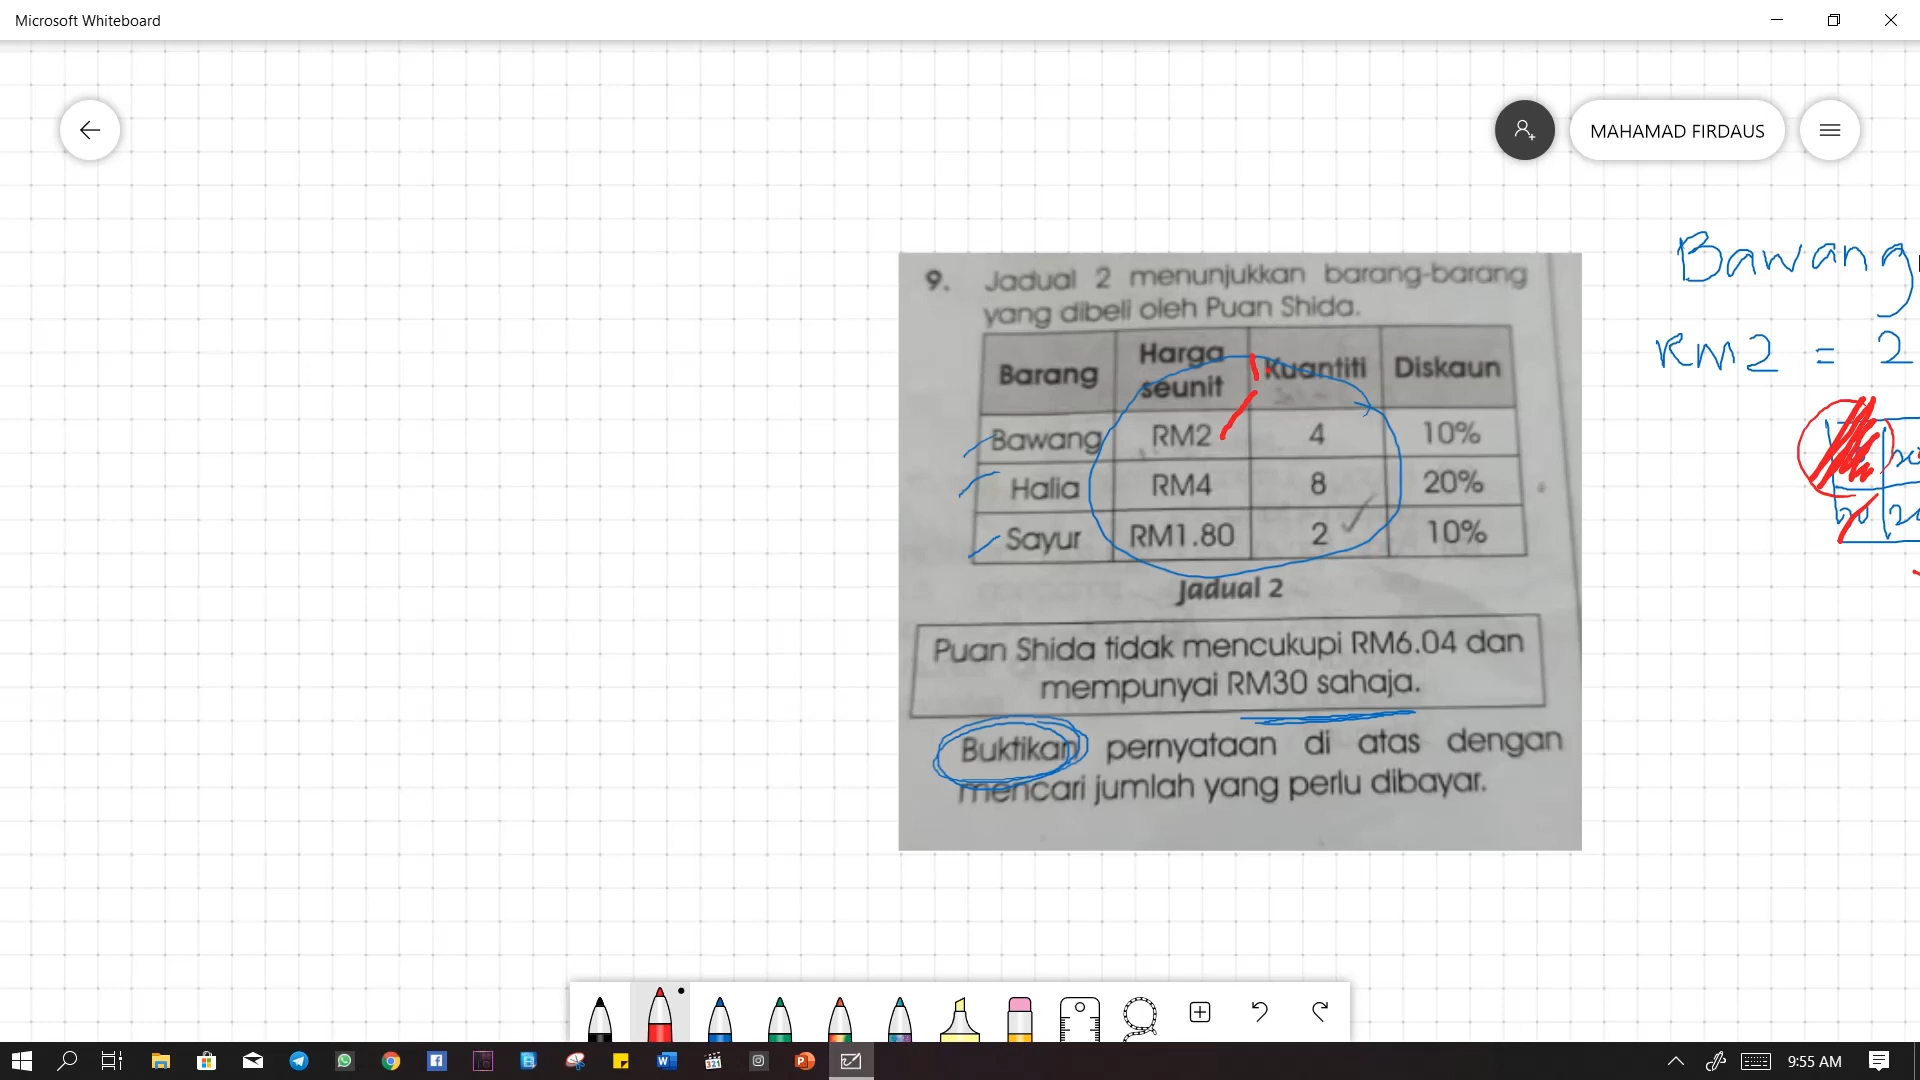 Microsoft Whiteboard
MAHAMAD FIRDAUS
9. Jadual 2 menunjukkan barang-barang
yang dibeli oleh Puan Shida.
Barang Harga seunit Kuantiti Diskaun
Bawang RM2 4 10%
Halia RM4 8 20%
Sayur RM1.80 2 10%
Jadual 2
Puan Shida tidak mencukupi RM6.04 dan
mempunyai RM30 sahaja.
Buktikan pernyataan di atas dengan
mencari jumlah yang perlu dibayar.
Bawang
RM2 = 2
9:55 AM